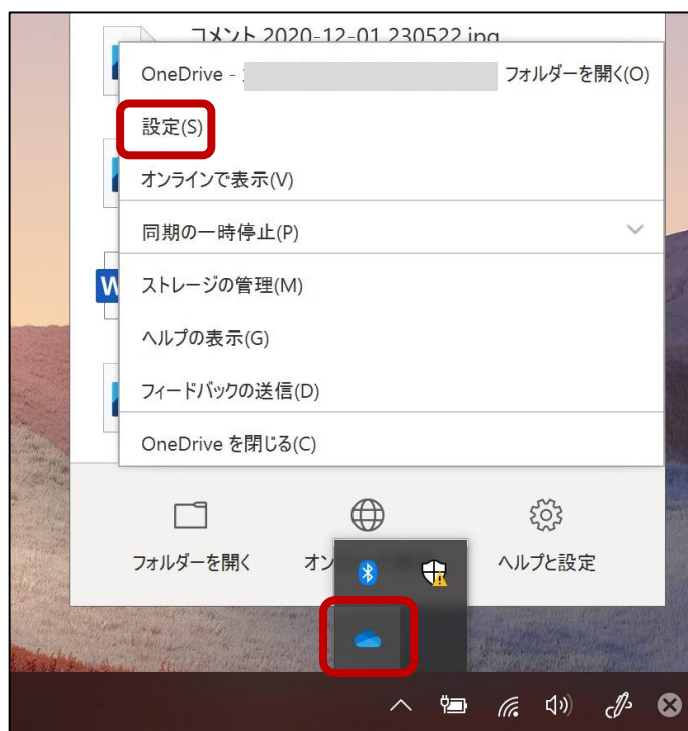 コメント 2020-12-01 230522.jpg
OneDrive - フォルダーを開く(O)
設定(S)
オンラインで表示(V)
同期の一時停止(P)
W
ストレージの管理(M)
ヘルプの表示(G)
フィードバックの送信(D)
OneDrive を閉じる(C)
フォルダーを開く オン ヘルプと設定